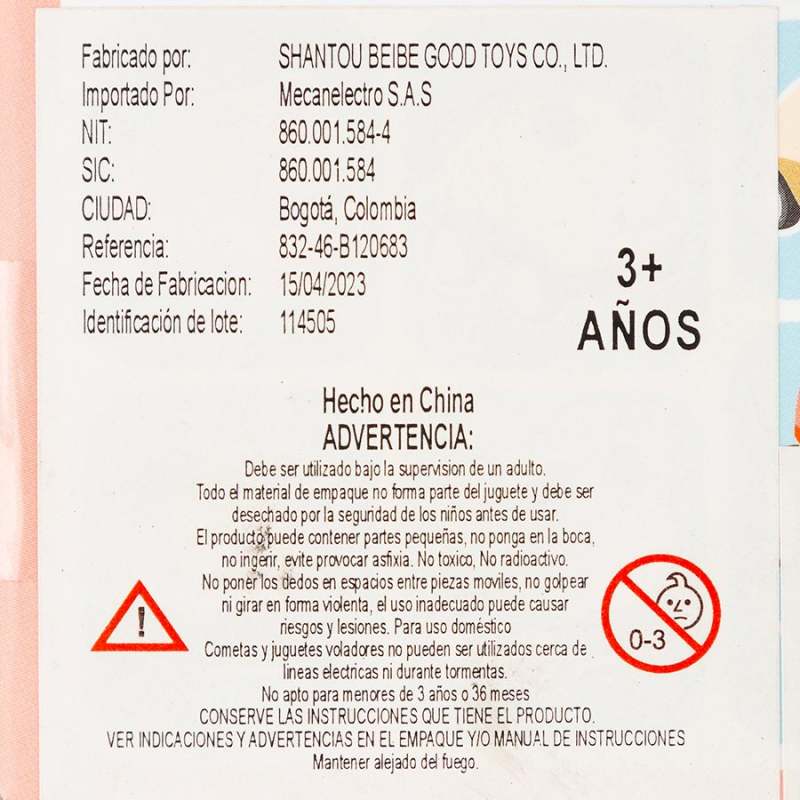 Fabricado por: SHANTOU BEIBE GOOD TOYS CO., LTD.
Importado Por: Mecanelectro S.A.S
NIT: 860.001.584-4
SIC: 860.001.584
CIUDAD: Bogotá, Colombia
Referencia: 832-46-B120683
Fecha de Fabricacion: 15/04/2023
Identificación de lote: 114505
3+
AÑOS
Hecho en China
ADVERTENCIA:
Debe ser utilizado bajo la supervision de un adulto.
Todo el material de empaque no forma parte del juguete y debe ser
desechado por la seguridad de los niños antes de usar.
El producto puede contener partes pequeñas, no ponga en la boca,
no ingerir, evite provocar asfixia. No toxico, No radioactivo.
No poner los dedos en espacios entre piezas moviles, no golpear
ni girar en forma violenta, el uso inadecuado puede causar
riesgos y lesiones. Para uso doméstico
Cometas y juguetes voladores no pueden ser utilizados cerca de
lineas electricas ni durante tormentas.
No apto para menores de 3 años o 36 meses
CONSERVE LAS INSTRUCCIONES QUE TIENE EL PRODUCTO.
VER INDICACIONES Y ADVERTENCIAS EN EL EMPAQUE Y/O MANUAL DE INSTRUCCIONES
Mantener alejado del fuego.
!
0-3